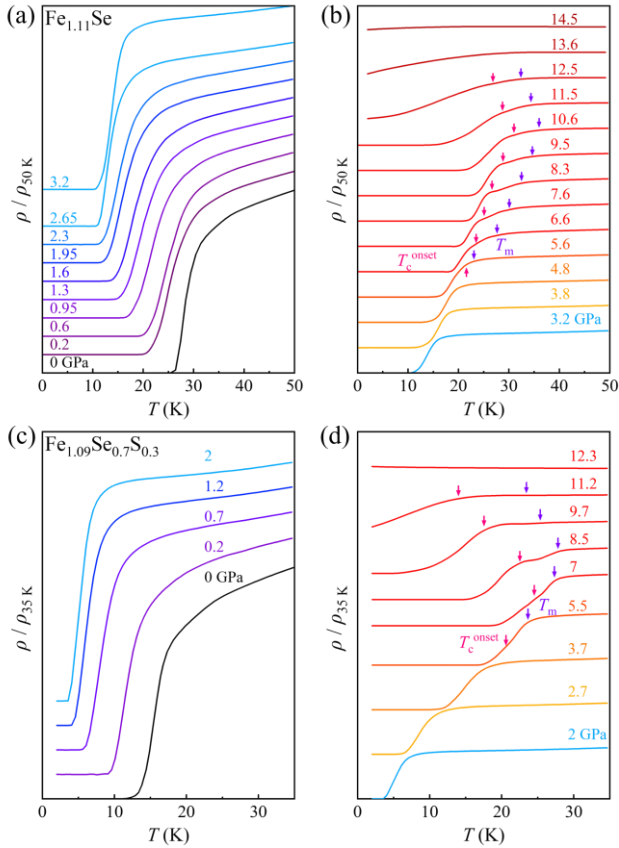 (a)
Fe1.11Se
3.2
2.65
2.3
1.95
1.6
1.3
0.95
0.6
0.2
0 GPa
ρ / ρ50 K
0 10 20 30 40 50
T (K)
(b)
14.5
13.6
12.5
11.5
10.6
9.5
8.3
7.6
6.6
5.6
4.8
3.8
3.2 GPa
Tconset
Tm
ρ / ρ50 K
0 10 20 30 40 50
T (K)
(c)
Fe1.09Se0.7S0.3
2
1.2
0.7
0.2
0 GPa
ρ / ρ35 K
0 10 20 30
T (K)
(d)
12.3
11.2
9.7
8.5
7
5.5
3.7
2.7
2 GPa
Tconset
Tm
ρ / ρ35 K
0 10 20 30
T (K)